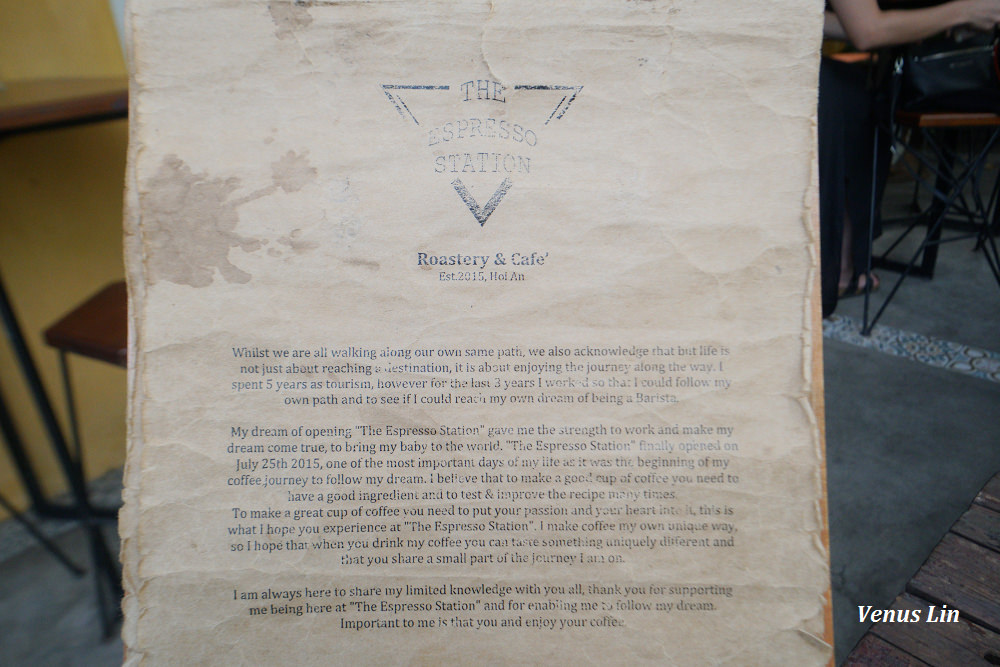 THE
ESPRESSO
STATION
Roastery & Cafe'
Est.2015, Hoi An
Whilst we are all walking along our own same path, we also acknowledge that but life is
not just about reaching a destination, it is about enjoying the journey along the way. I
spent 5 years as tourism, however for the last 3 years I worked so that I could follow my
own path and to see if I could reach my own dream of being a Barista.
My dream of opening "The Espresso Station" gave me the strength to work and make my
dream come true, to bring my baby to the world. "The Espresso Station" finally opened on
July 25th 2015, one of the most important days of my life as it was the beginning of my
coffee journey to follow my dream. I believe that to make a good cup of coffee you need to
have a good ingredient and to test & improve the recipe many times.
To make a great cup of coffee you need to put your passion and your heart into it, this is
what I hope you experience at "The Espresso Station". I make coffee my own unique way,
so I hope that when you drink my coffee you can taste something uniquely different and
that you share a small part of the journey I am on.
I am always here to share my limited knowledge with you all, thank you for supporting
me being here at "The Espresso Station" and for enabling me to follow my dream.
Important to me is that you and enjoy your coffee.
Venus Lin